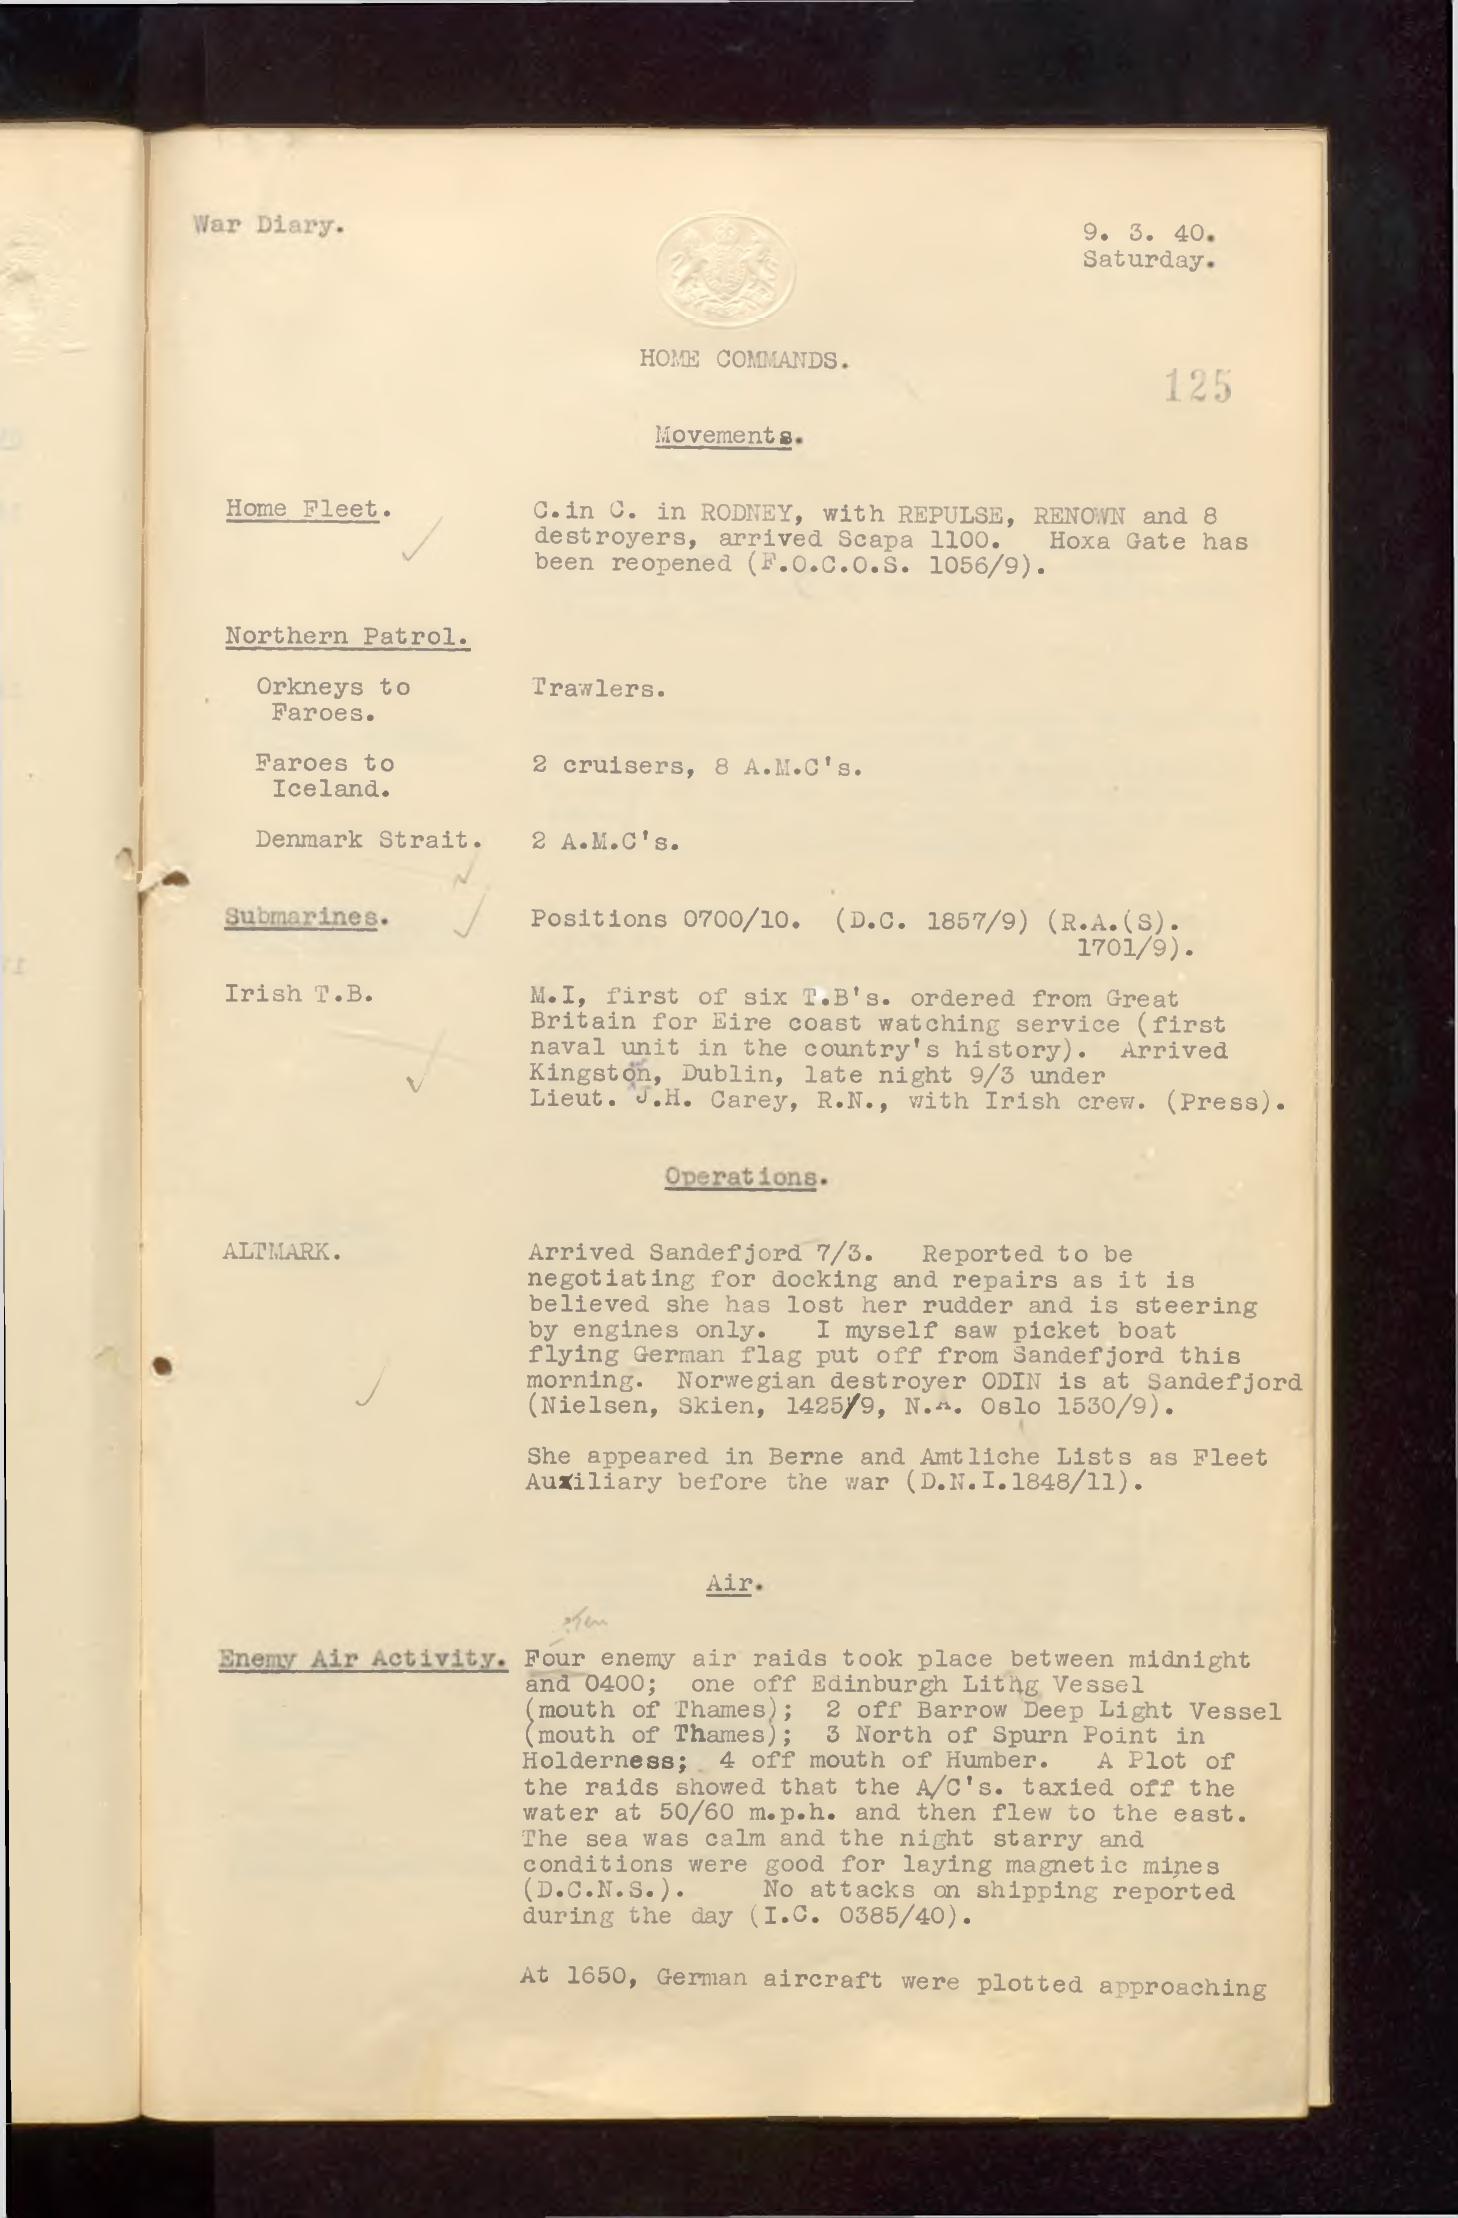 War Diary.
9. 3. 40.
Saturday.
HOME COMMANDS.
125
Movements.
Home Fleet.
C.in C. in RODNEY, with REPULSE, RENOWN and 8
destroyers, arrived Scapa 1100. Hoxa Gate has
been reopened (F.O.C.O.S. 1056/9).
Northern Patrol.
Orkneys to
Faroes.
Trawlers.
Faroes to
Iceland.
2 cruisers, 8 A.M.C's.
Denmark Strait.
2 A.M.C's.
Submarines.
Positions 0700/10. (D.C. 1857/9) (R.A.(S).
1701/9).
Irish T.B.
M.I, first of six T.B's. ordered from Great
Britain for Eire coast watching service (first
naval unit in the country's history). Arrived
Kingston, Dublin, late night 9/3 under
Lieut. J.H. Carey, R.N., with Irish crew. (Press).
Operations.
ALTMARK.
Arrived Sandefjord 7/3. Reported to be
negotiating for docking and repairs as it is
believed she has lost her rudder and is steering
by engines only. I myself saw picket boat
flying German flag put off from Sandefjord this
morning. Norwegian destroyer ODIN is at Sandefjord
(Nielsen, Skien, 1425/9, N.A. Oslo 1530/9).
She appeared in Berne and Amtliche Lists as Fleet
Auxiliary before the war (D.N.I.1848/11).
Air.
Enemy Air Activity.
Four enemy air raids took place between midnight
and 0400; one off Edinburgh Lithg Vessel
(mouth of Thames); 2 off Barrow Deep Light Vessel
(mouth of Thames); 3 North of Spurn Point in
Holderness; 4 off mouth of Humber. A Plot of
the raids showed that the A/C's. taxied off the
water at 50/60 m.p.h. and then flew to the east.
The sea was calm and the night starry and
conditions were good for laying magnetic mines
(D.C.N.S.). No attacks on shipping reported
during the day (I.C. 0385/40).
At 1650, German aircraft were plotted approaching